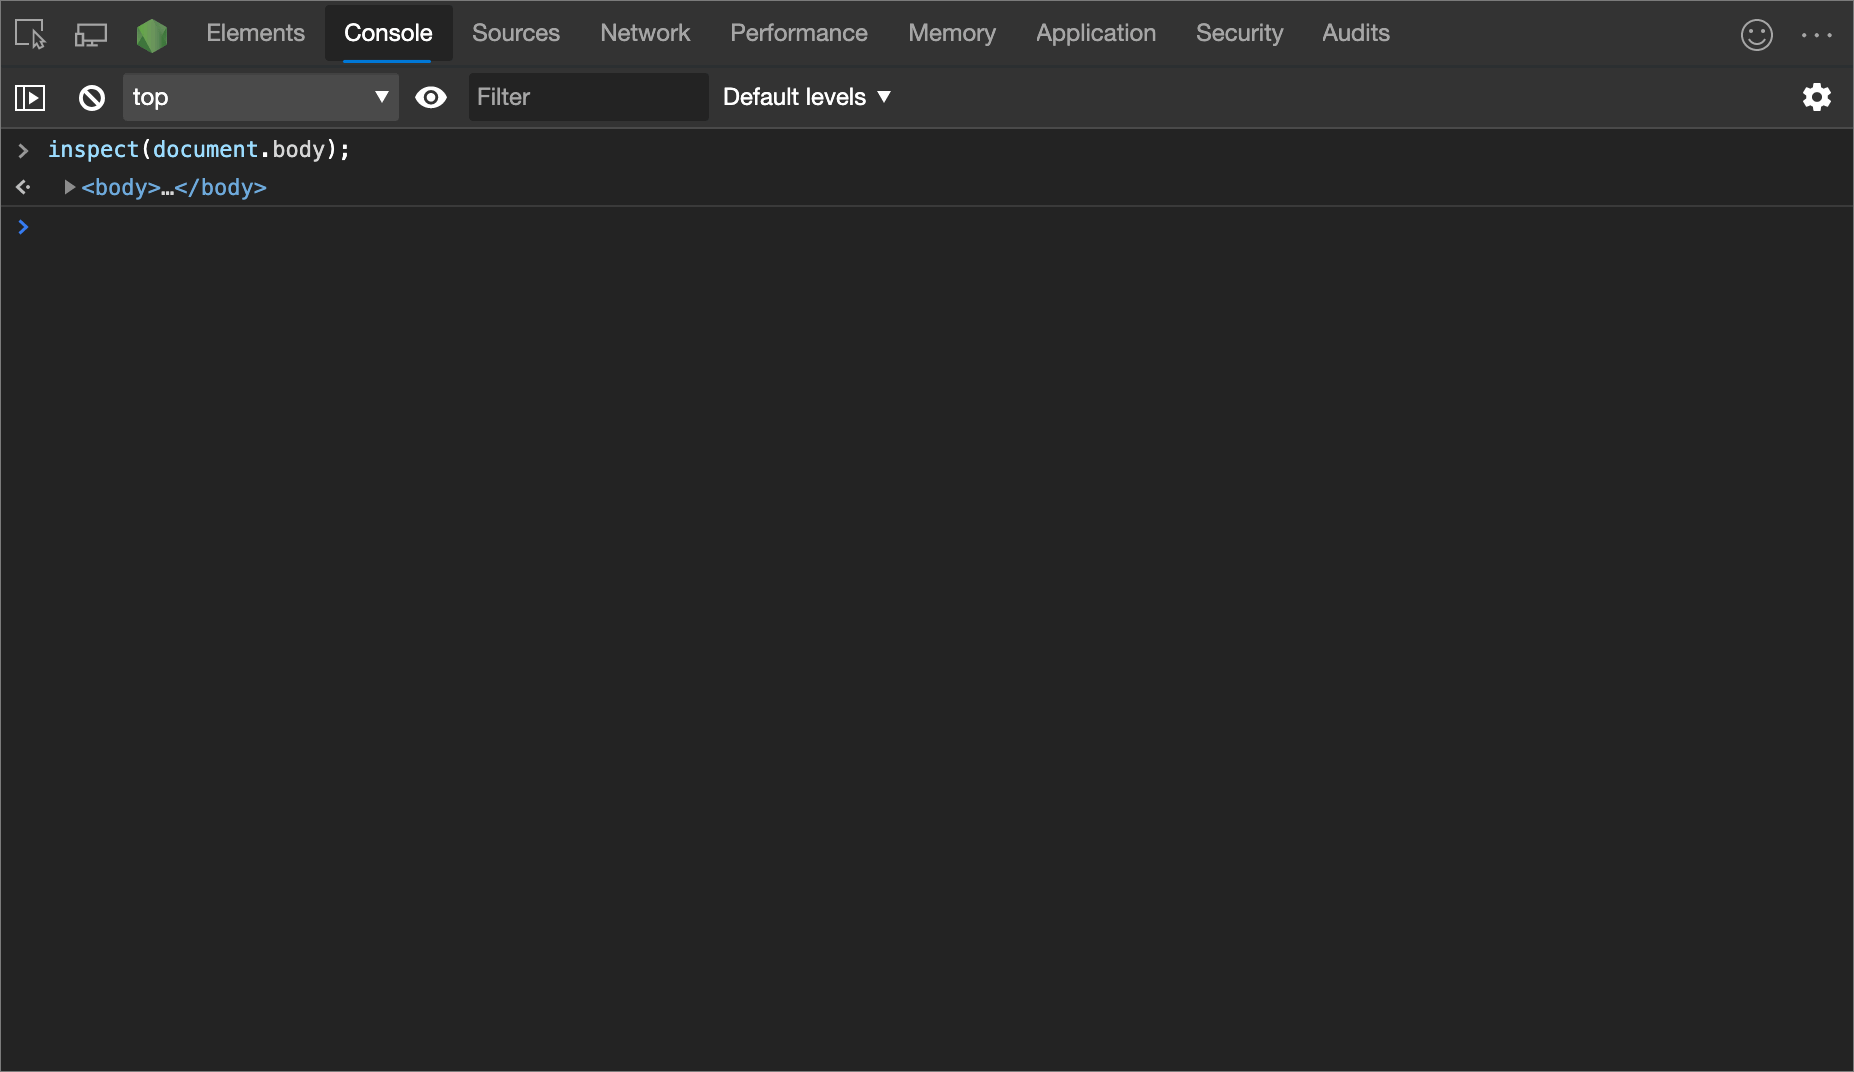 Elements Console Sources Network Performance Memory Application Security Audits
top Filter Default levels
inspect(document.body);
<body>…</body>